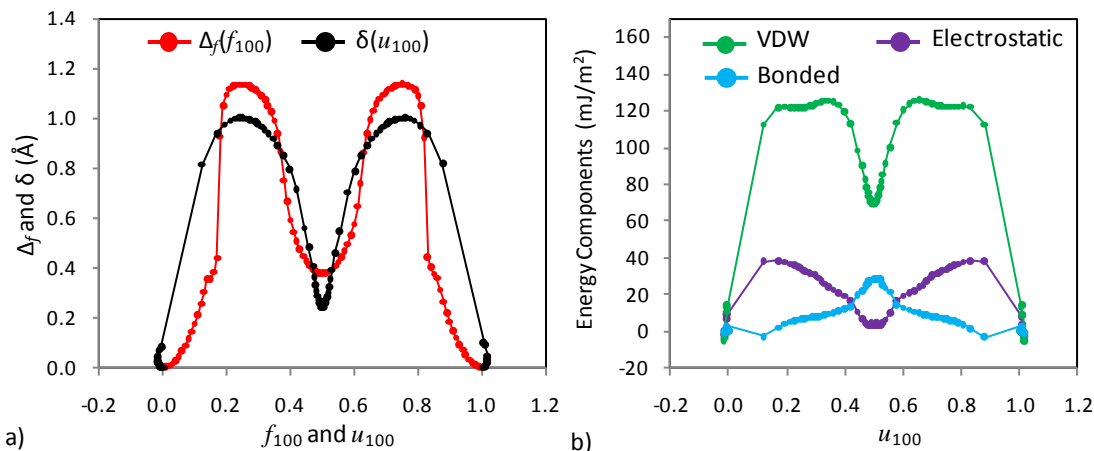 Δf(f100) δ(u100)
Δf and δ (Å)
1.4
1.2
1.0
0.8
0.6
0.4
0.2
0.0
-0.2 0.0 0.2 0.4 0.6 0.8 1.0 1.2
f100 and u100
a)
VDW Electrostatic
Bonded
Energy Components (mJ/m²)
160
140
120
100
80
60
40
20
0
-20
-0.2 0.0 0.2 0.4 0.6 0.8 1.0 1.2
u100
b)